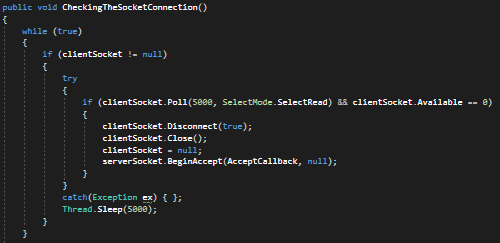 public void CheckingTheSocketConnection()
{
while (true)
{
if (clientSocket != null)
{
try
{
if (clientSocket.Poll(5000, SelectMode.SelectRead) && clientSocket.Available == 0)
{
clientSocket.Disconnect(true);
clientSocket.Close();
clientSocket = null;
serverSocket.BeginAccept(AcceptCallback, null);
}
}
catch(Exception ex) { };
Thread.Sleep(5000);
}
}